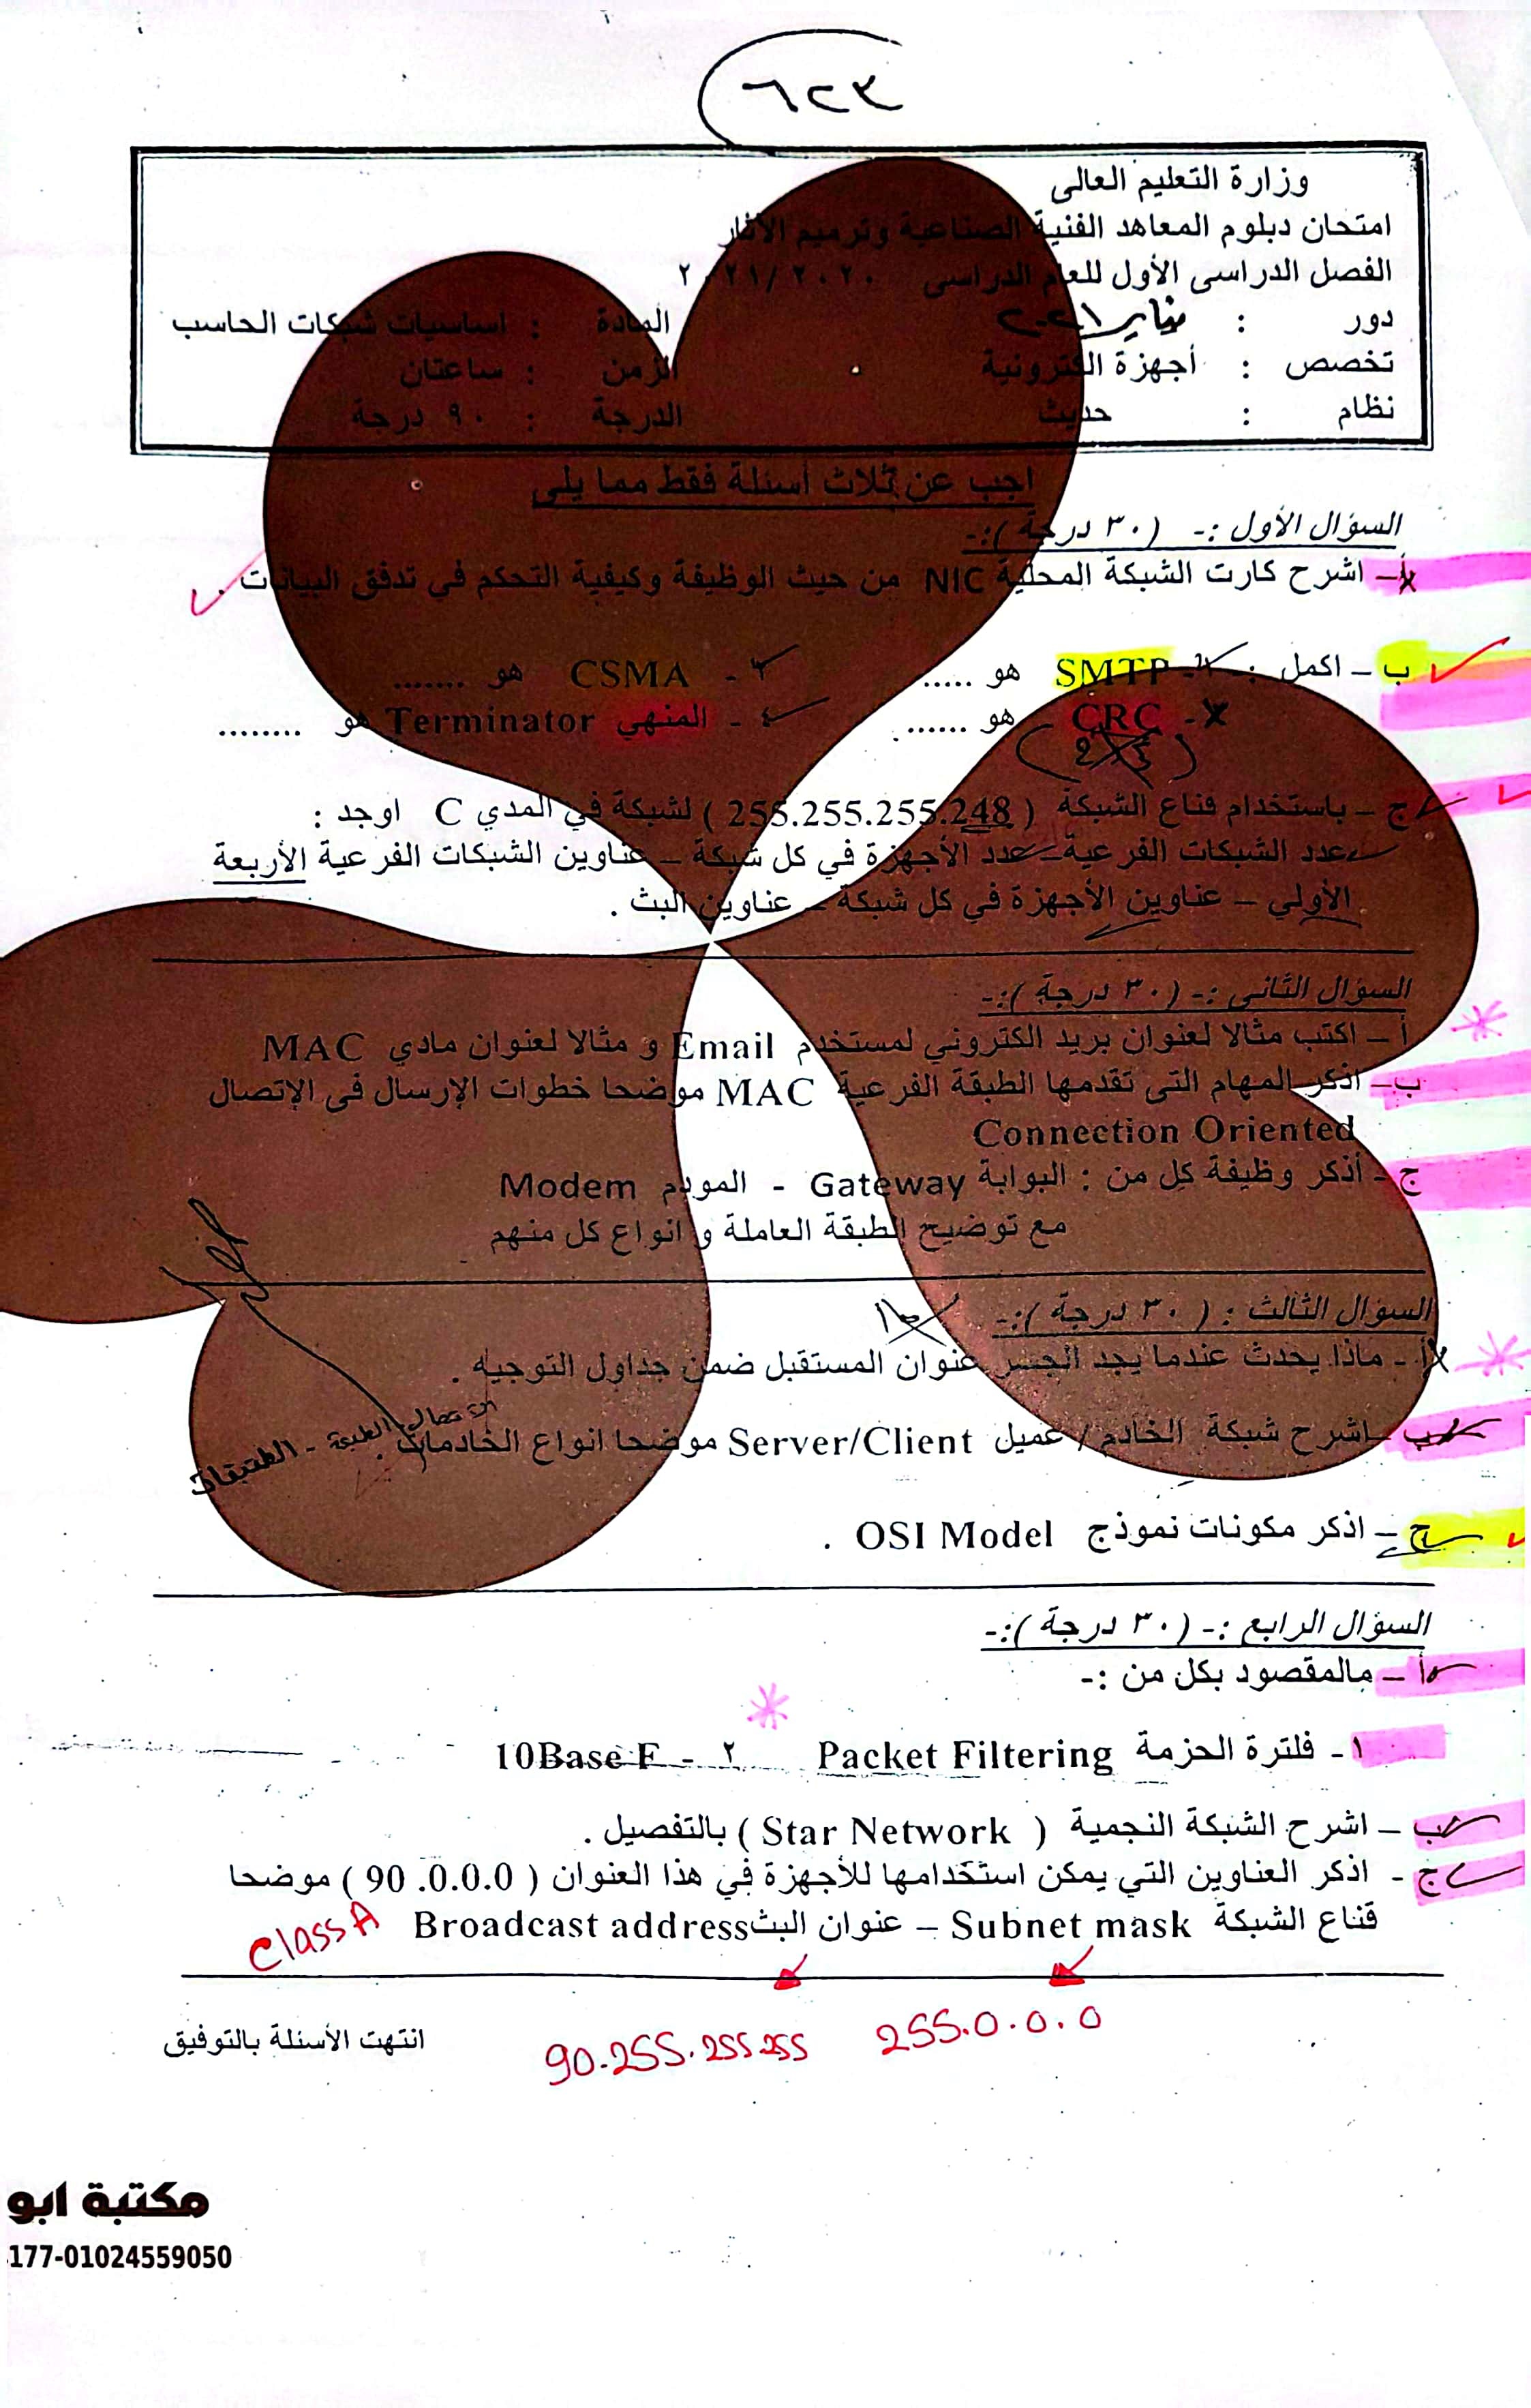 ٦٢٣
وزارة التعليم العالى
امتحان دبلوم المعاهد الفنية الصناعية وترميم الآثار
الفصل الدراسى الأول للعام الدراسى ٢٠٢١/٢٠٢٠
دور : يناير ٢٠٢١ المادة : اساسيات شبكات الحاسب
تخصص : أجهزة الكترونية الزمن : ساعتان
نظام : حديث الدرجة : ٩٠ درجة
اجب عن ثلاث أسئلة فقط مما يلى
السؤال الأول :- (٣٠ درجة ):-
أ- اشرح كارت الشبكة المحلية NIC من حيث الوظيفة وكيفية التحكم في تدفق البيانات .
ب - اكمل : ١- SMTP هو ..... ٢- CSMA هو .......
CRC هو ...... ٤- المنهي Terminator هو ........
ج - باستخدام قناع الشبكة ( 255.255.255.248 ) لشبكة في المدي C اوجد :
عدد الشبكات الفرعية - عدد الأجهزة في كل شبكة - عناوين الشبكات الفرعية الأربعة
الأولي - عناوين الأجهزة في كل شبكة - عناوين البث .
السؤال الثانى :- (٣٠ درجة ):-
أ - اكتب مثالا لعنوان بريد الكتروني لمستخدم Email و مثالا لعنوان مادي MAC
ب- اذكر المهام التى تقدمها الطبقة الفرعية MAC موضحا خطوات الإرسال فى الإتصال
Connection Oriented
ج - أذكر وظيفة كل من : البوابة Gateway - المودم Modem
مع توضيح الطبقة العاملة و انواع كل منهم
السؤال الثالث : ( ٣٠ درجة ):-
أ- ماذا يحدث عندما يجد الجسر عنوان المستقبل ضمن جداول التوجيه .
ب - اشرح شبكة الخادم / عميل Server/Client موضحا انواع الخادمات .
الطبعة - التطبيقات
ج - اذكر مكونات نموذج OSI Model .
السؤال الرابع :- (٣٠ درجة ):-
أ - مالمقصود بكل من :-
١- فلترة الحزمة Packet Filtering ٢- 10Base F
ب - اشرح الشبكة النجمية ( Star Network ) بالتفصيل .
ج - اذكر العناوين التي يمكن استخدامها للأجهزة في هذا العنوان ( 90 .0.0.0 ) موضحا
قناع الشبكة Subnet mask – عنوان البث Broadcast address
class A
255.0.0.0
90.255.255.255
انتهت الأسئلة بالتوفيق
مكتبة ابو
177-01024559050